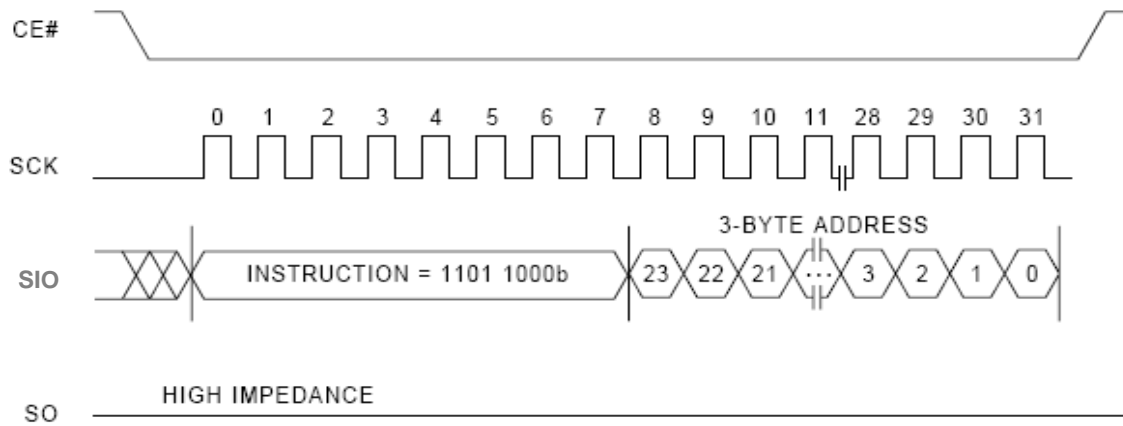 CE#
0 1 2 3 4 5 6 7 8 9 10 11 28 29 30 31
SCK
3-BYTE ADDRESS
SIO INSTRUCTION = 1101 1000b 23 22 21 ... 3 2 1 0
HIGH IMPEDANCE
SO